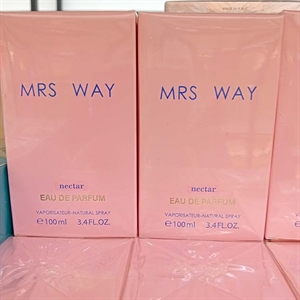 MRS WAY
nectar
EAU DE PARFUM
VAPORISATEUR-NATURAL SPRAY
℮100ml 3.4FL.OZ.
MRS WAY
nectar
EAU DE PARFUM
VAPORISATEUR-NATURAL SPRAY
℮100ml 3.4FL.OZ.